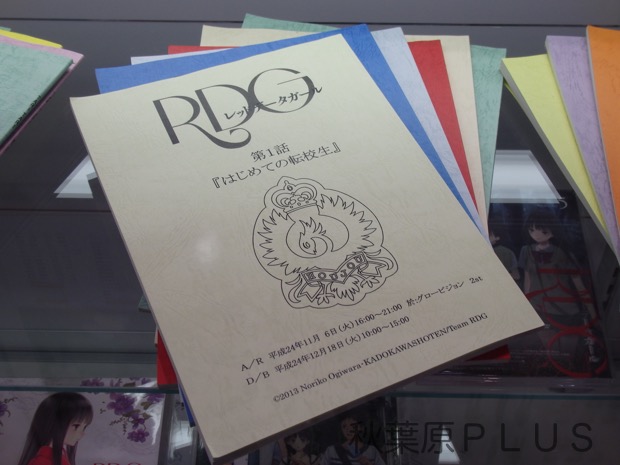 RDG
レッドデータガール
第1話
『はじめての転校生』
HOUJOU
A/R 平成24年11月 6日(火)16:00~21:00 於:グロービジョン 2st
D/B 平成24年12月18日(火)10:00~15:00
©2013 Noriko Ogiwara・KADOKAWASHOTEN/Team RDG
RDG
秋葉原PLUS